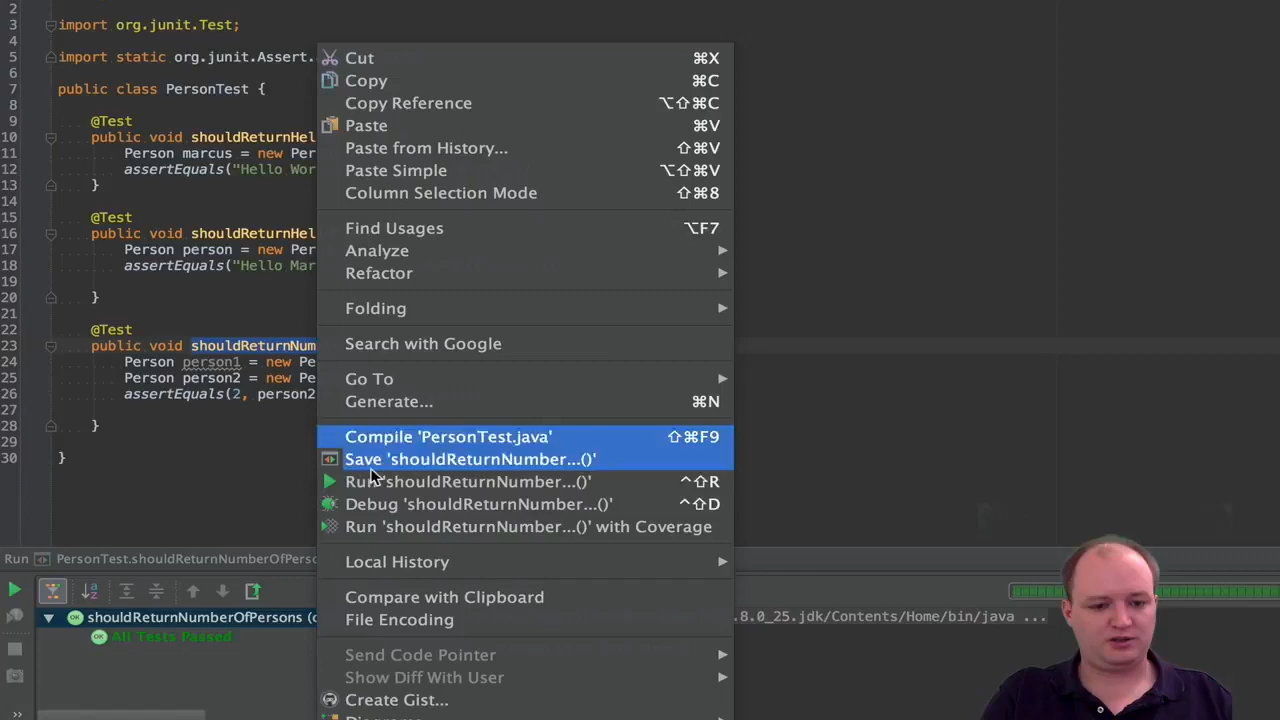 2
3 import org.junit.Test;
4
5 import static org.junit.Assert.
6
7 public class PersonTest {
8
9 @Test
10 public void shouldReturnHel
11 Person marcus = new Per
12 assertEquals("Hello Wor
13 }
14
15 @Test
16 public void shouldReturnHel
17 Person person = new Per
18 assertEquals("Hello Mar
19
20 }
21
22 @Test
23 public void shouldReturnNum
24 Person person1 = new Pe
25 Person person2 = new Pe
26 assertEquals(2, person2
27
28 }
29
30 }
Cut ⌘X
Copy ⌘C
Copy Reference ⌥⇧⌘C
Paste ⌘V
Paste from History... ⇧⌘V
Paste Simple ⌥⇧⌘V
Column Selection Mode ⇧⌘8
Find Usages ⌥F7
Analyze
Refactor
Folding
Search with Google
Go To
Generate... ⌘N
Compile 'PersonTest.java' ⇧⌘F9
Save 'shouldReturnNumber...()'
Run 'shouldReturnNumber...()' ^⇧R
Debug 'shouldReturnNumber...()' ^⇧D
Run 'shouldReturnNumber...()' with Coverage
Local History
Compare with Clipboard
File Encoding
Send Code Pointer
Show Diff With User
Create Gist...
Diagrams
Run PersonTest.shouldReturnNumberOfPerso
shouldReturnNumberOfPersons (c
All Tests Passed
.8.0_25.jdk/Contents/Home/bin/java ...